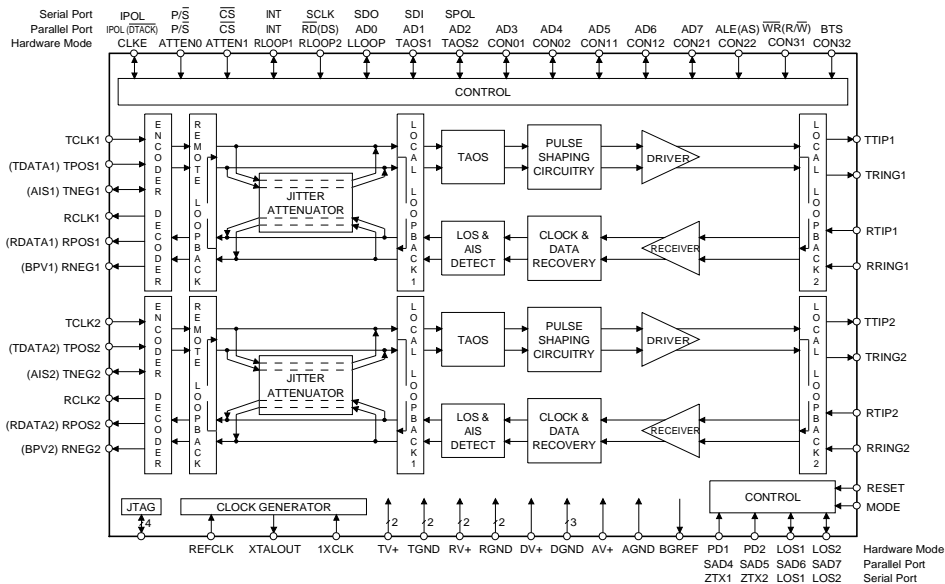 Serial Port IPOL P/S CS INT SCLK SDO SDI SPOL
Parallel Port IPOL (DTACK) P/S CS INT RD(DS) AD0 AD1 AD2 AD3 AD4 AD5 AD6 AD7 ALE(AS) WR(R/W) BTS
Hardware Mode CLKE ATTEN0 ATTEN1 RLOOP1 RLOOP2 LLOOP TAOS1 TAOS2 CON01 CON02 CON11 CON12 CON21 CON22 CON31 CON32
CONTROL
TCLK1
(TDATA1) TPOS1
(AIS1) TNEG1
RCLK1
(RDATA1) RPOS1
(BPV1) RNEG1
ENCODER
DECODER
REMOTE
LOOPBACK
JITTER
ATTENUATOR
LOCAL
LOOPBACK1
TAOS
PULSE
SHAPING
CIRCUITRY
DRIVER
LOS &
AIS
DETECT
CLOCK &
DATA
RECOVERY
RECEIVER
LOCAL
LOOPBACK2
TTIP1
TRING1
RTIP1
RRING1
TCLK2
(TDATA2) TPOS2
(AIS2) TNEG2
RCLK2
(RDATA2) RPOS2
(BPV2) RNEG2
ENCODER
DECODER
REMOTE
LOOPBACK
JITTER
ATTENUATOR
LOCAL
LOOPBACK1
TAOS
PULSE
SHAPING
CIRCUITRY
DRIVER
LOS &
AIS
DETECT
CLOCK &
DATA
RECOVERY
RECEIVER
LOCAL
LOOPBACK2
TTIP2
TRING2
RTIP2
RRING2
RESET
MODE
JTAG
4
CLOCK GENERATOR
2 2 2 2 3
CONTROL
REFCLK XTALOUT 1XCLK TV+ TGND RV+ RGND DV+ DGND AV+ AGND BGREF PD1 PD2 LOS1 LOS2 Hardware Mode
SAD4 SAD5 SAD6 SAD7 Parallel Port
ZTX1 ZTX2 LOS1 LOS2 Serial Port